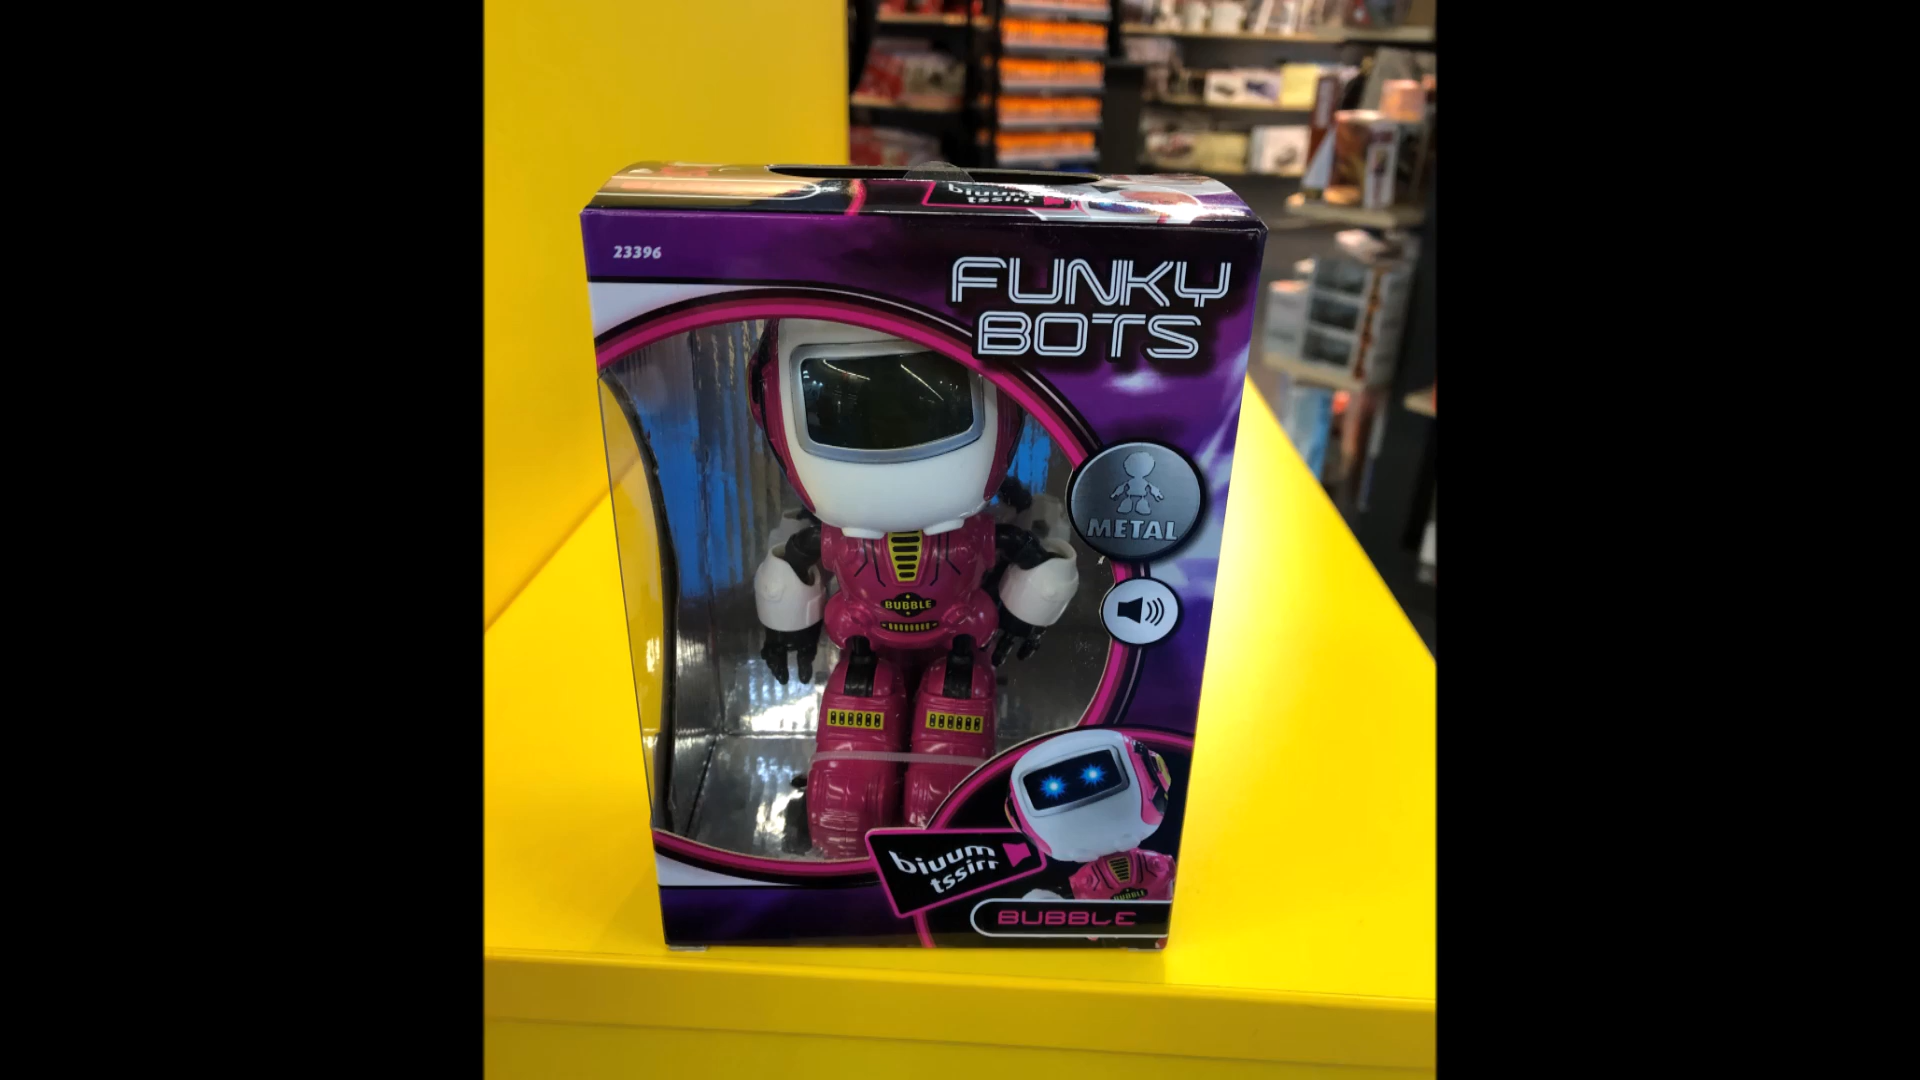 biuum
tssirr
23396
FUNKY
BOTS
METAL
BUBBLE
biuum
tssirr
BUBBLE
BUBBLE